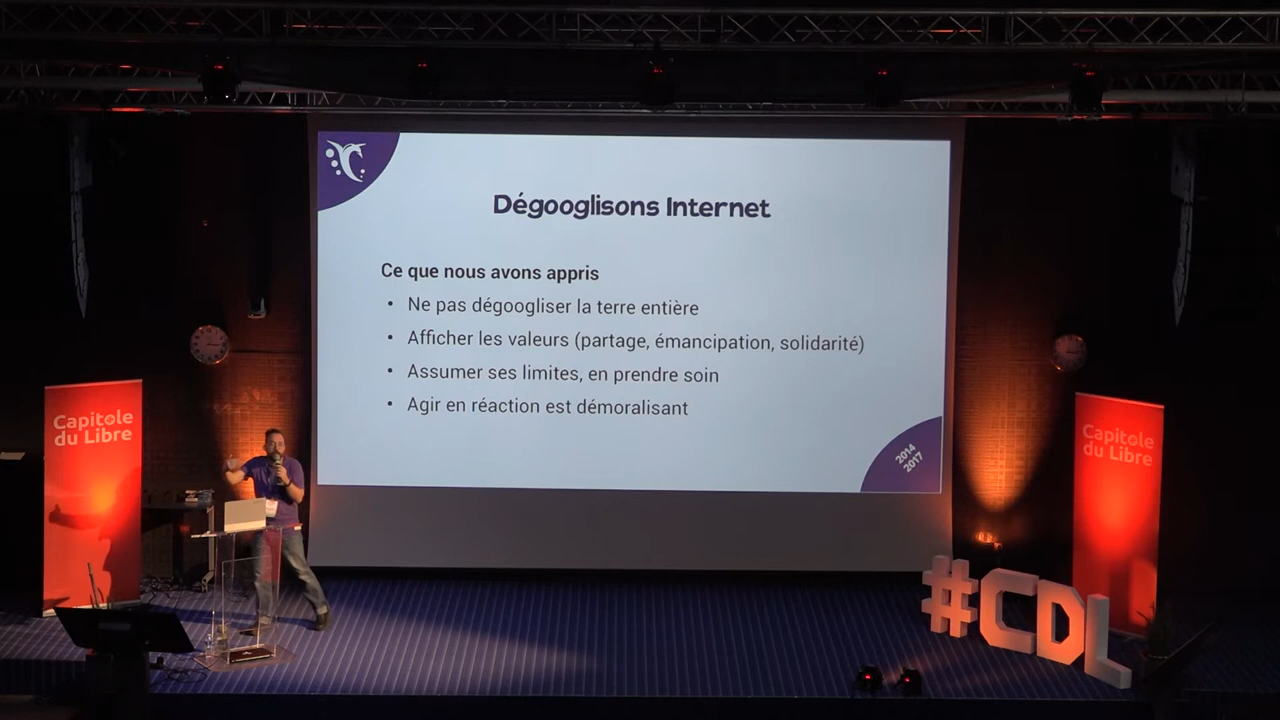 Dégooglisons Internet
Ce que nous avons appris
• Ne pas dégoogliser la terre entière
• Afficher les valeurs (partage, émancipation, solidarité)
• Assumer ses limites, en prendre soin
• Agir en réaction est démoralisant
2014
2017
Capitole
du Libre
Capitole
du Libre
#CDL